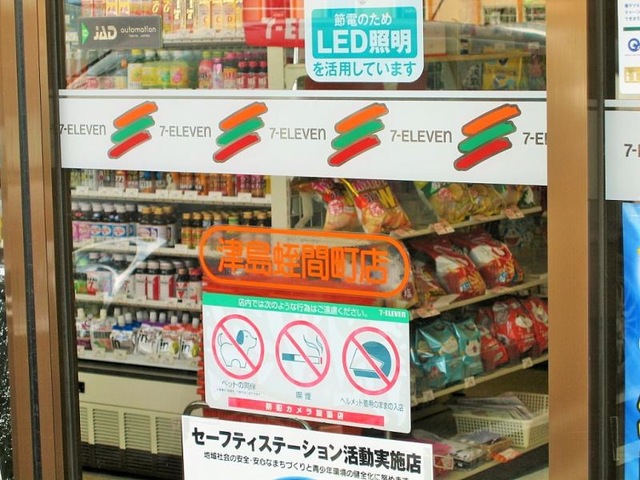 JAD automation
節電のため
LED照明
を活用しています
7-ELEVEN 7-ELEVEN 7-ELEVEN 7-ELEVEN 7-E
津島蛭間町店
店内では次のような行為はご遠慮ください。 7-ELEVEN
ペットの同伴
喫煙
ヘルメット着用のままの入店
防犯カメラ設置店
セーフティステーション活動実施店
地域社会の安全・安心なまちづくりと青少年環境の健全化に努めます